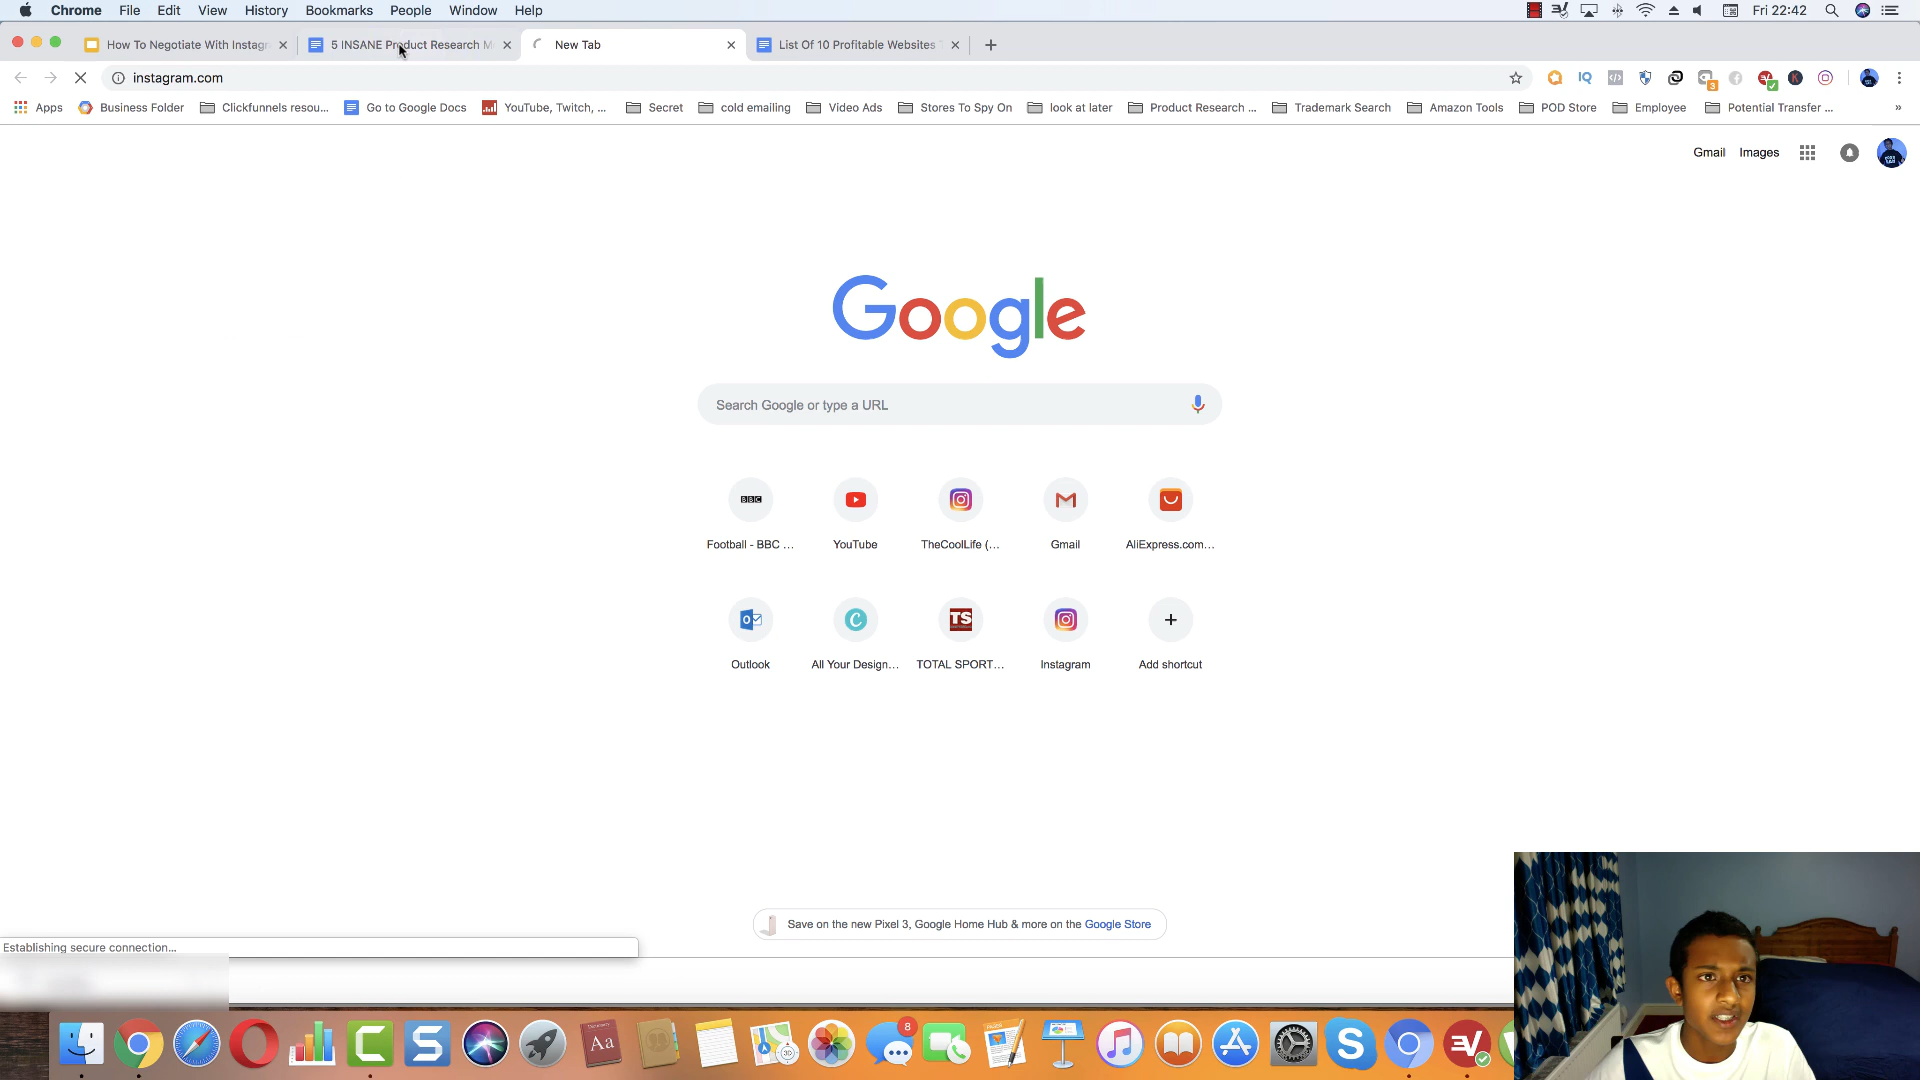 Chrome File Edit View History Bookmarks People Window Help Fri 22:42
How To Negotiate With Instagr 5 INSANE Product Research M New Tab List Of 10 Profitable Websites
instagram.com
Apps Business Folder Clickfunnels resou... Go to Google Docs YouTube, Twitch, ... Secret cold emailing Video Ads Stores To Spy On look at later Product Research ... Trademark Search Amazon Tools POD Store Employee Potential Transfer ... »
Gmail Images
Google
Search Google or type a URL
BBC
Football - BBC ... YouTube TheCoolLife (... Gmail AliExpress.com...
TS
Outlook All Your Design... TOTAL SPORT... Instagram Add shortcut
Save on the new Pixel 3, Google Home Hub & more on the Google Store
Establishing secure connection...
8
Aa